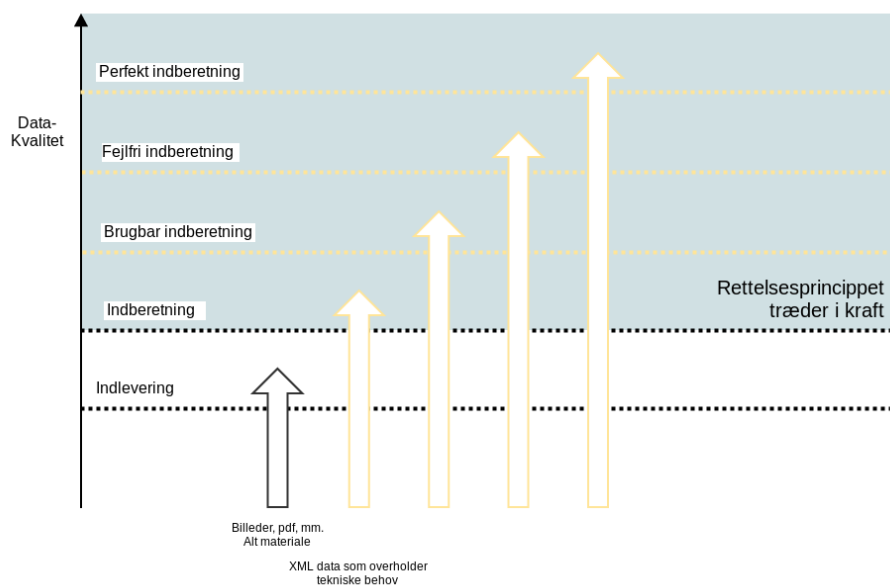 Perfekt indberetning
Data-
Kvalitet
Fejlfri indberetning
Brugbar indberetning
Indberetning
Rettelsesprincippet
træder i kraft
Indlevering
Billeder, pdf, mm.
Alt materiale
XML data som overholder
tekniske behov